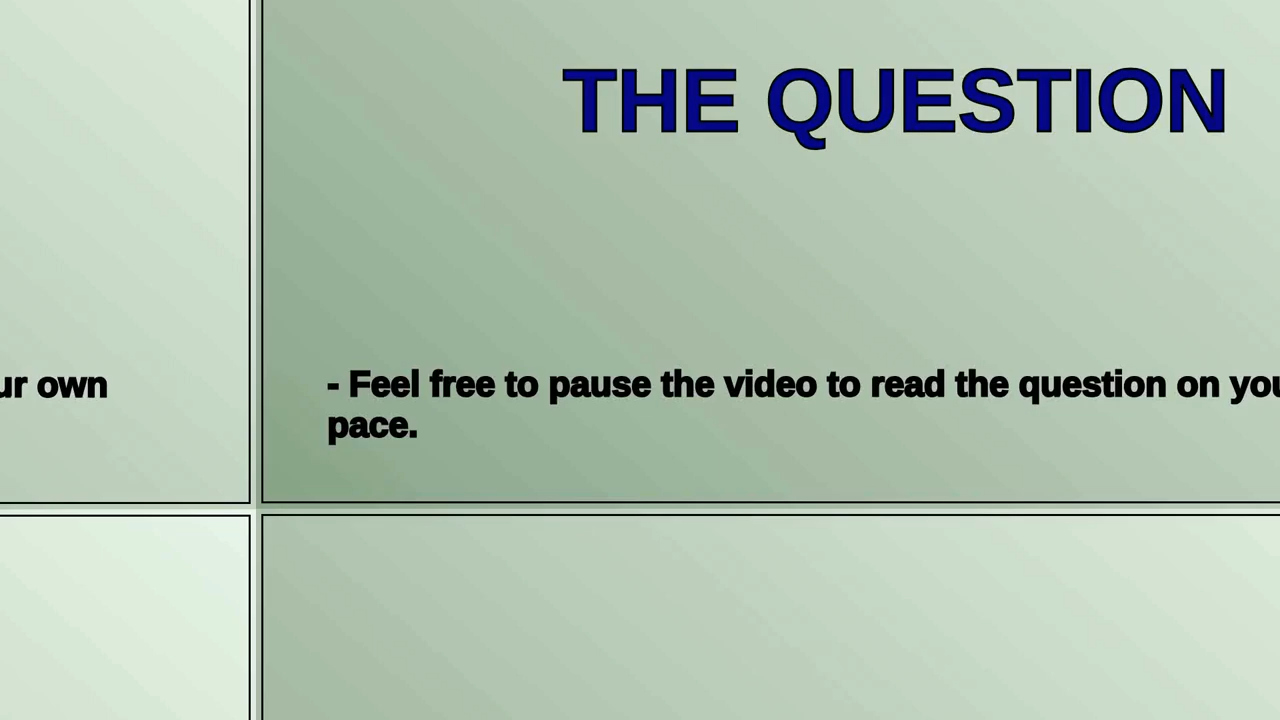 THE QUESTION
ur own
- Feel free to pause the video to read the question on you
pace.